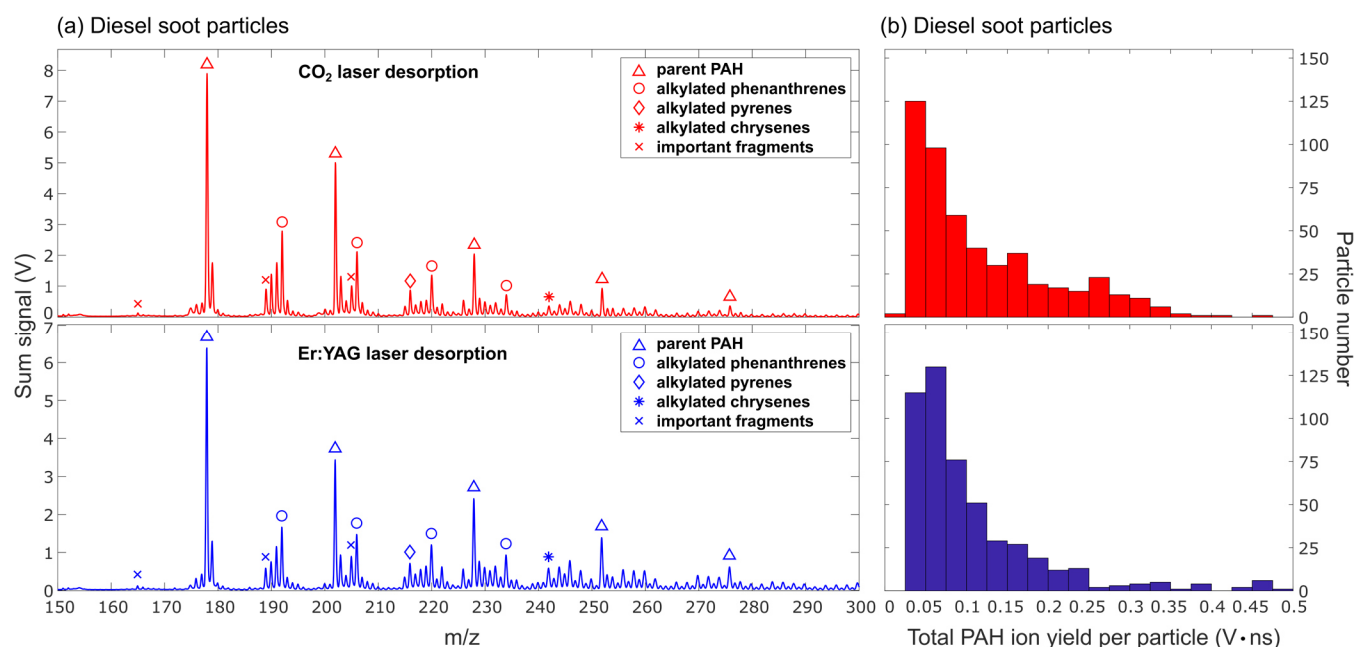 (a) Diesel soot particles
(b) Diesel soot particles
CO₂ laser desorption
parent PAH
alkylated phenanthrenes
alkylated pyrenes
alkylated chrysenes
important fragments
8
7
6
5
4
3
2
1
0
150
125
100
75
50
25
0
Er:YAG laser desorption
parent PAH
alkylated phenanthrenes
alkylated pyrenes
alkylated chrysenes
important fragments
7
6
5
4
3
2
1
0
150
125
100
75
50
25
0
Sum signal (V)
Particle number
150 160 170 180 190 200 210 220 230 240 250 260 270 280 290 300
0 0.05 0.1 0.15 0.2 0.25 0.3 0.35 0.4 0.45 0.5
m/z
Total PAH ion yield per particle (V•ns)